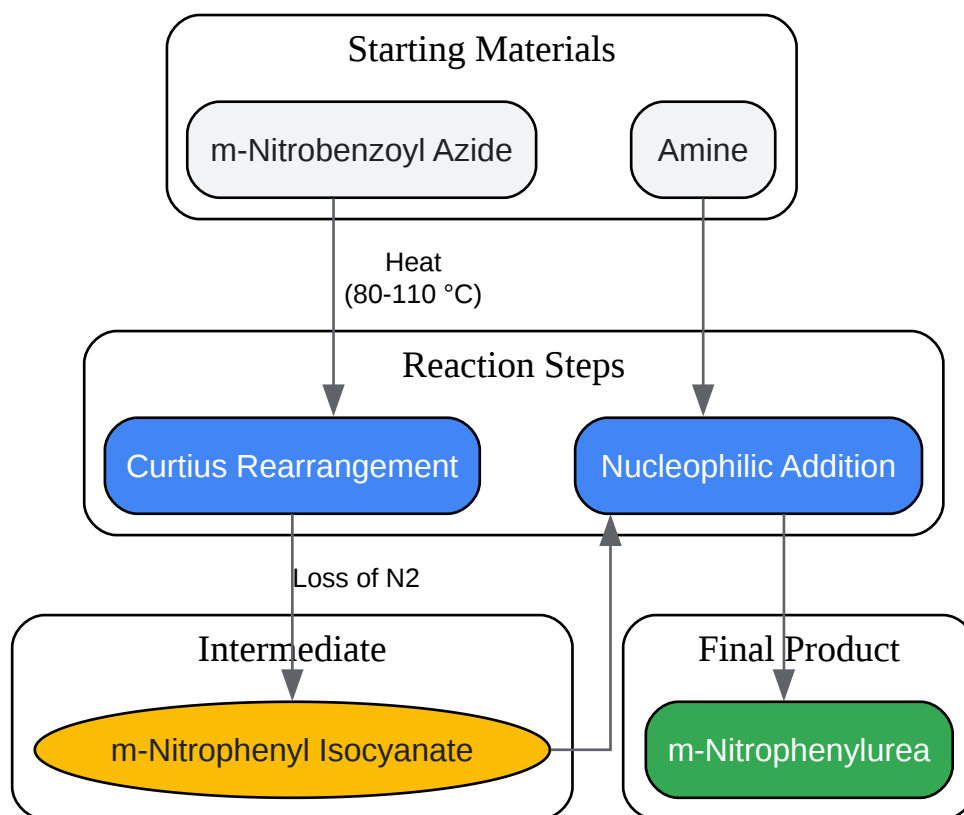 Starting Materials
m-Nitrobenzoyl Azide
Amine
Heat
(80-110 °C)
Reaction Steps
Curtius Rearrangement
Nucleophilic Addition
Loss of N2
Intermediate
Final Product
m-Nitrophenyl Isocyanate
m-Nitrophenylurea